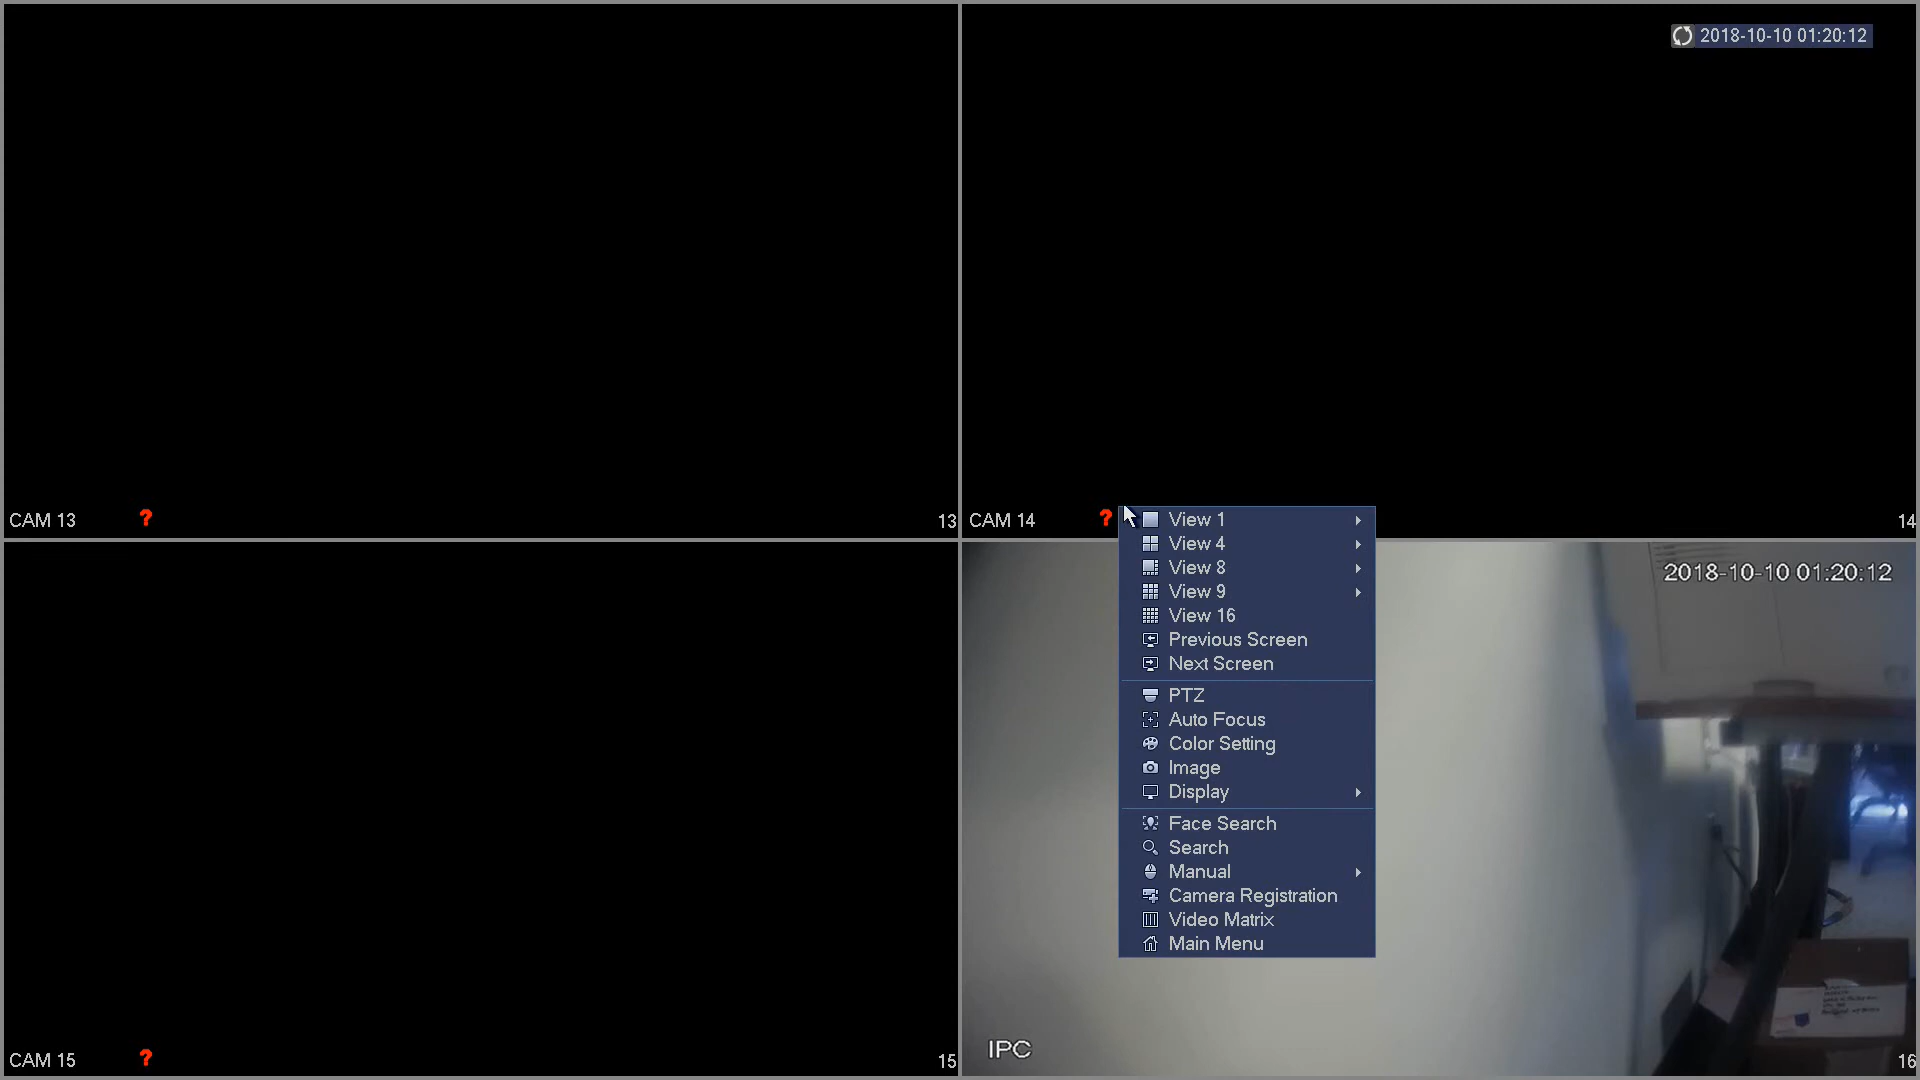 2018-10-10 01:20:12
CAM 13
?
13
CAM 14
?
14
View 1
View 4
View 8
View 9
View 16
Previous Screen
Next Screen
PTZ
Auto Focus
Color Setting
Image
Display
Face Search
Search
Manual
Camera Registration
Video Matrix
Main Menu
2018-10-10 01:20:12
CAM 15
?
15
IPC
16